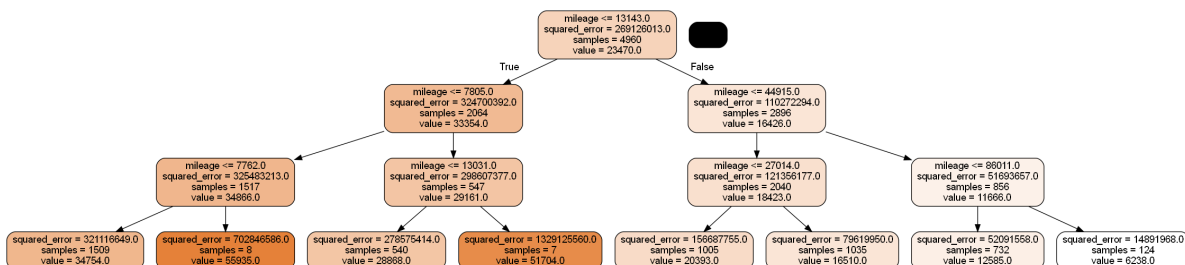 mileage <= 13143.0
squared_error = 269126013.0
samples = 4960
value = 23470.0
True
False
mileage <= 7805.0
squared_error = 324700392.0
samples = 2064
value = 33354.0
mileage <= 44915.0
squared_error = 110272294.0
samples = 2896
value = 16426.0
mileage <= 7762.0
squared_error = 325483213.0
samples = 1517
value = 34866.0
mileage <= 13031.0
squared_error = 298607377.0
samples = 547
value = 29161.0
mileage <= 27014.0
squared_error = 121356177.0
samples = 2040
value = 18423.0
mileage <= 86011.0
squared_error = 51693657.0
samples = 856
value = 11666.0
squared_error = 321116649.0
samples = 1509
value = 34754.0
squared_error = 702846586.0
samples = 8
value = 55935.0
squared_error = 278575414.0
samples = 540
value = 28868.0
squared_error = 1329125560.0
samples = 7
value = 51704.0
squared_error = 156687755.0
samples = 1005
value = 20393.0
squared_error = 79619950.0
samples = 1035
value = 16510.0
squared_error = 52091558.0
samples = 732
value = 12585.0
squared_error = 14891968.0
samples = 124
value = 6238.0